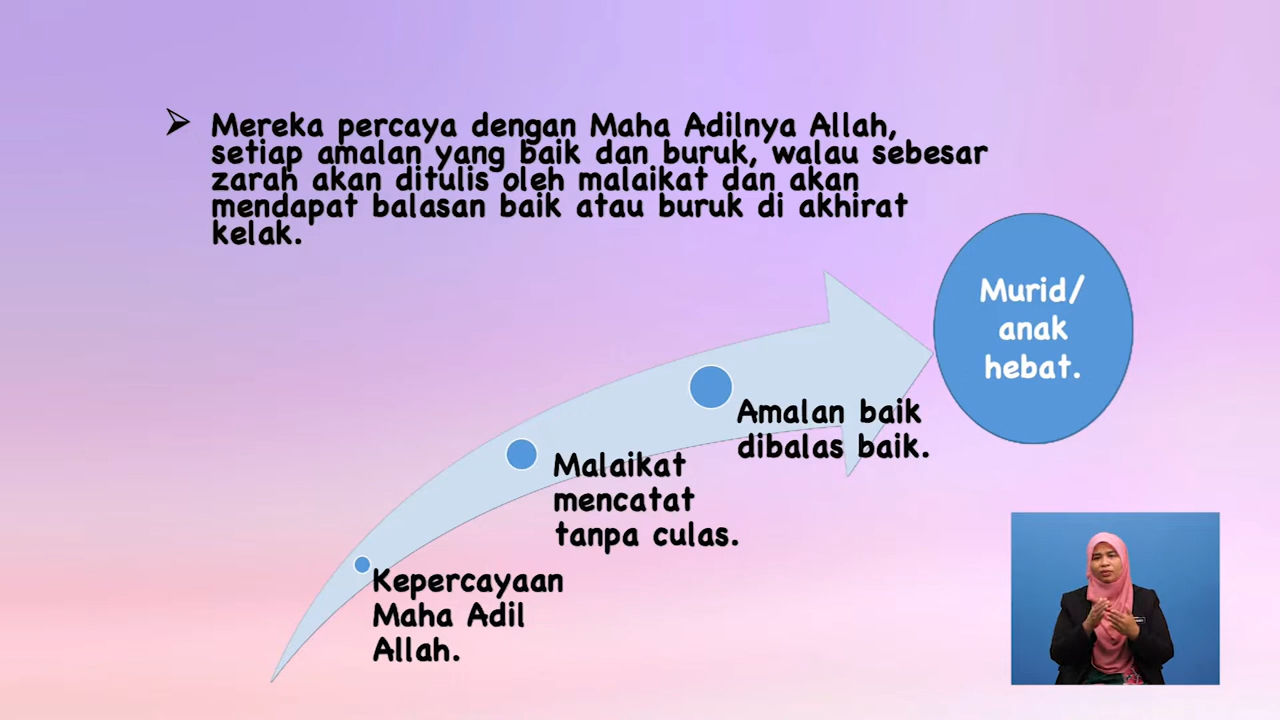 Mereka percaya dengan Maha Adilnya Allah,
setiap amalan yang baik dan buruk, walau sebesar
zarah akan ditulis oleh malaikat dan akan
mendapat balasan baik atau buruk di akhirat
kelak.
Murid/
anak
hebat.
Amalan baik
dibalas baik.
Malaikat
mencatat
tanpa culas.
Kepercayaan
Maha Adil
Allah.